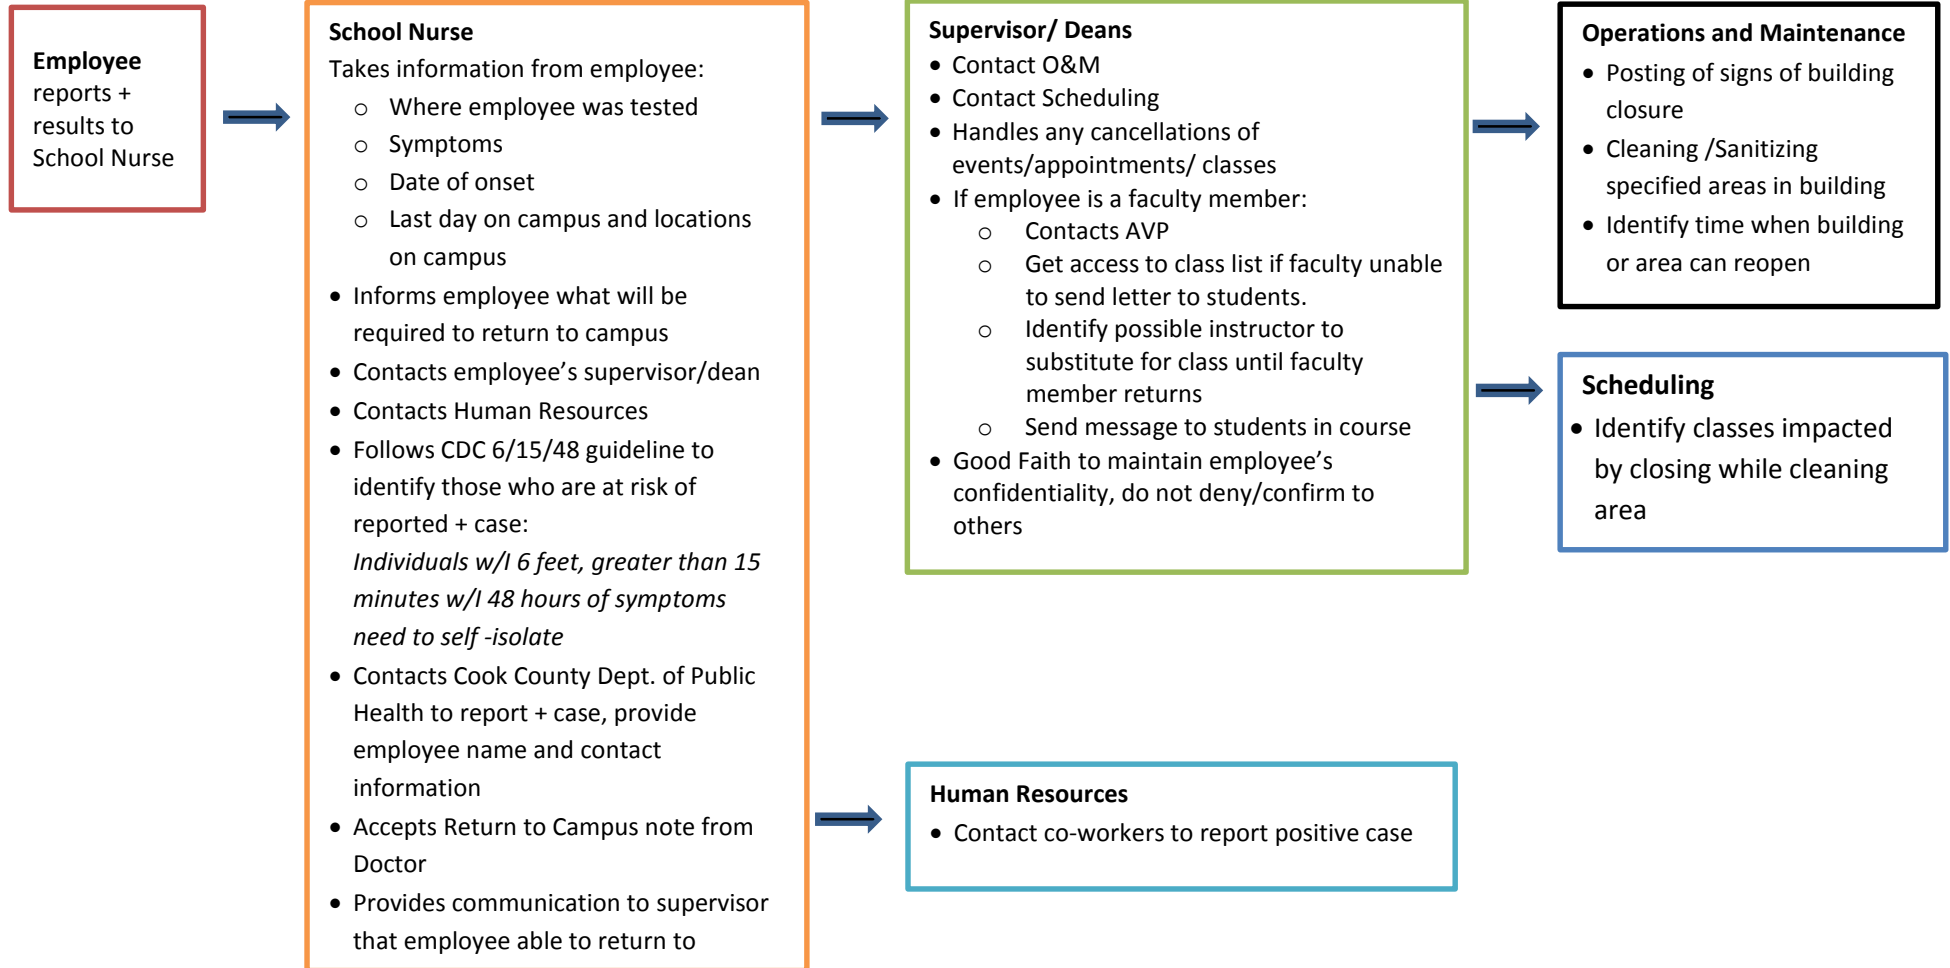 Employee
reports +
results to
School Nurse
School Nurse
Takes information from employee:
o Where employee was tested
o Symptoms
o Date of onset
o Last day on campus and locations
on campus
• Informs employee what will be
required to return to campus
• Contacts employee’s supervisor/dean
• Contacts Human Resources
• Follows CDC 6/15/48 guideline to
identify those who are at risk of
reported + case:
Individuals w/I 6 feet, greater than 15
minutes w/I 48 hours of symptoms
need to self -isolate
• Contacts Cook County Dept. of Public
Health to report + case, provide
employee name and contact
information
• Accepts Return to Campus note from
Doctor
• Provides communication to supervisor
that employee able to return to
Supervisor/ Deans
• Contact O&M
• Contact Scheduling
• Handles any cancellations of
events/appointments/ classes
• If employee is a faculty member:
o Contacts AVP
o Get access to class list if faculty unable
to send letter to students.
o Identify possible instructor to
substitute for class until faculty
member returns
o Send message to students in course
• Good Faith to maintain employee’s
confidentiality, do not deny/confirm to
others
Human Resources
• Contact co-workers to report positive case
Operations and Maintenance
• Posting of signs of building
closure
• Cleaning /Sanitizing
specified areas in building
• Identify time when building
or area can reopen
Scheduling
• Identify classes impacted
by closing while cleaning
area